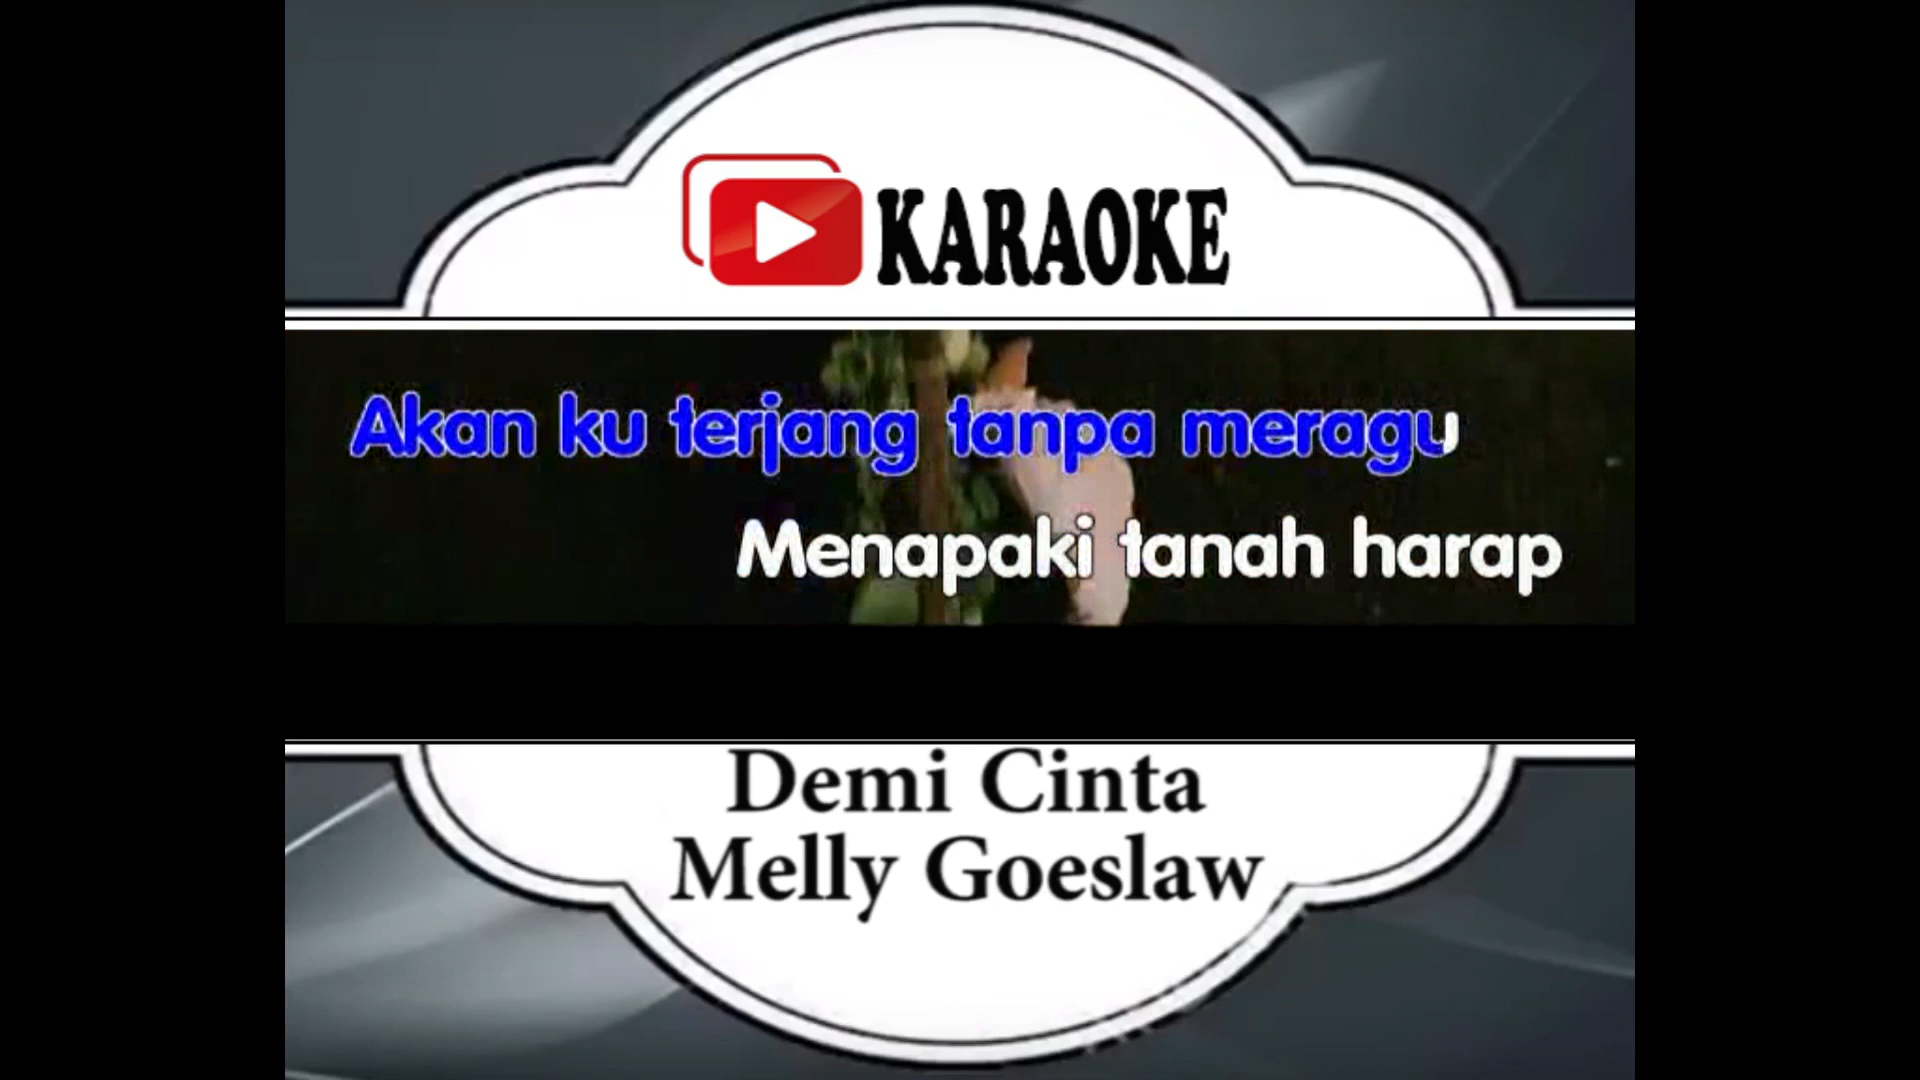 KARAOKE
Akan ku terjang tanpa meragu
Menapaki tanah harap
Demi Cinta
Melly Goeslaw